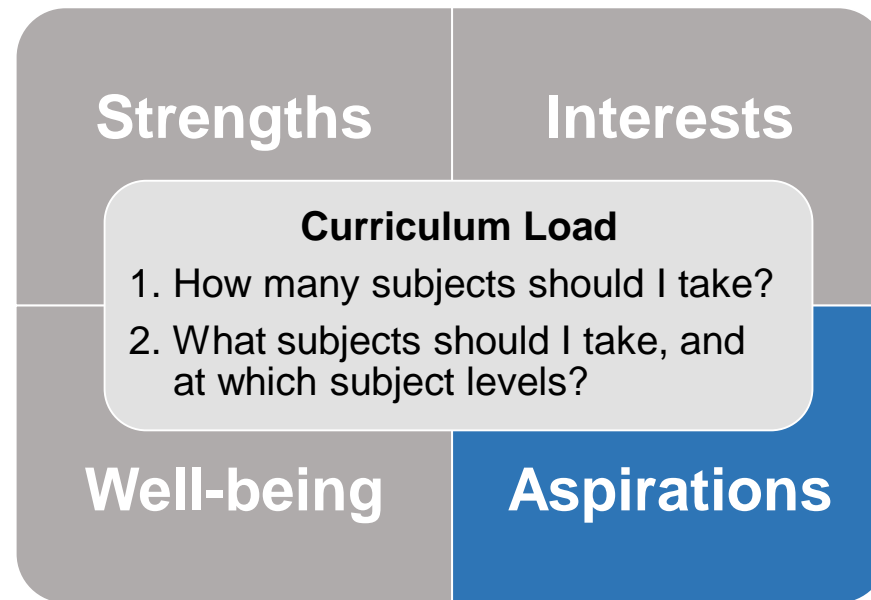 Strengths
Interests
Curriculum Load
1. How many subjects should I take?
2. What subjects should I take, and
at which subject levels?
Well-being
Aspirations